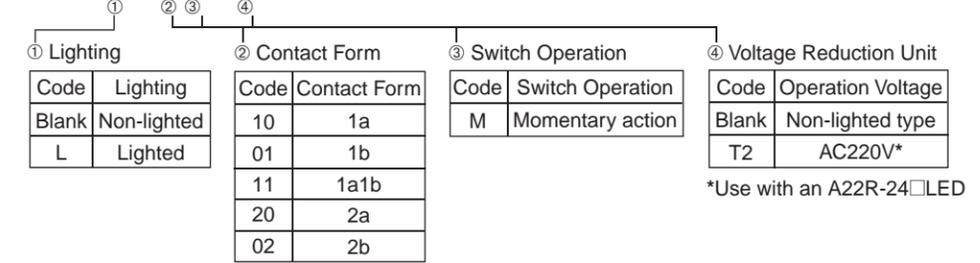 ① ② ③ ④
① Lighting
Code Lighting
Blank Non-lighted
L Lighted
② Contact Form
Code Contact Form
10 1a
01 1b
11 1a1b
20 2a
02 2b
③ Switch Operation
Code Switch Operation
M Momentary action
④ Voltage Reduction Unit
Code Operation Voltage
Blank Non-lighted type
T2 AC220V*
*Use with an A22R-24□LED